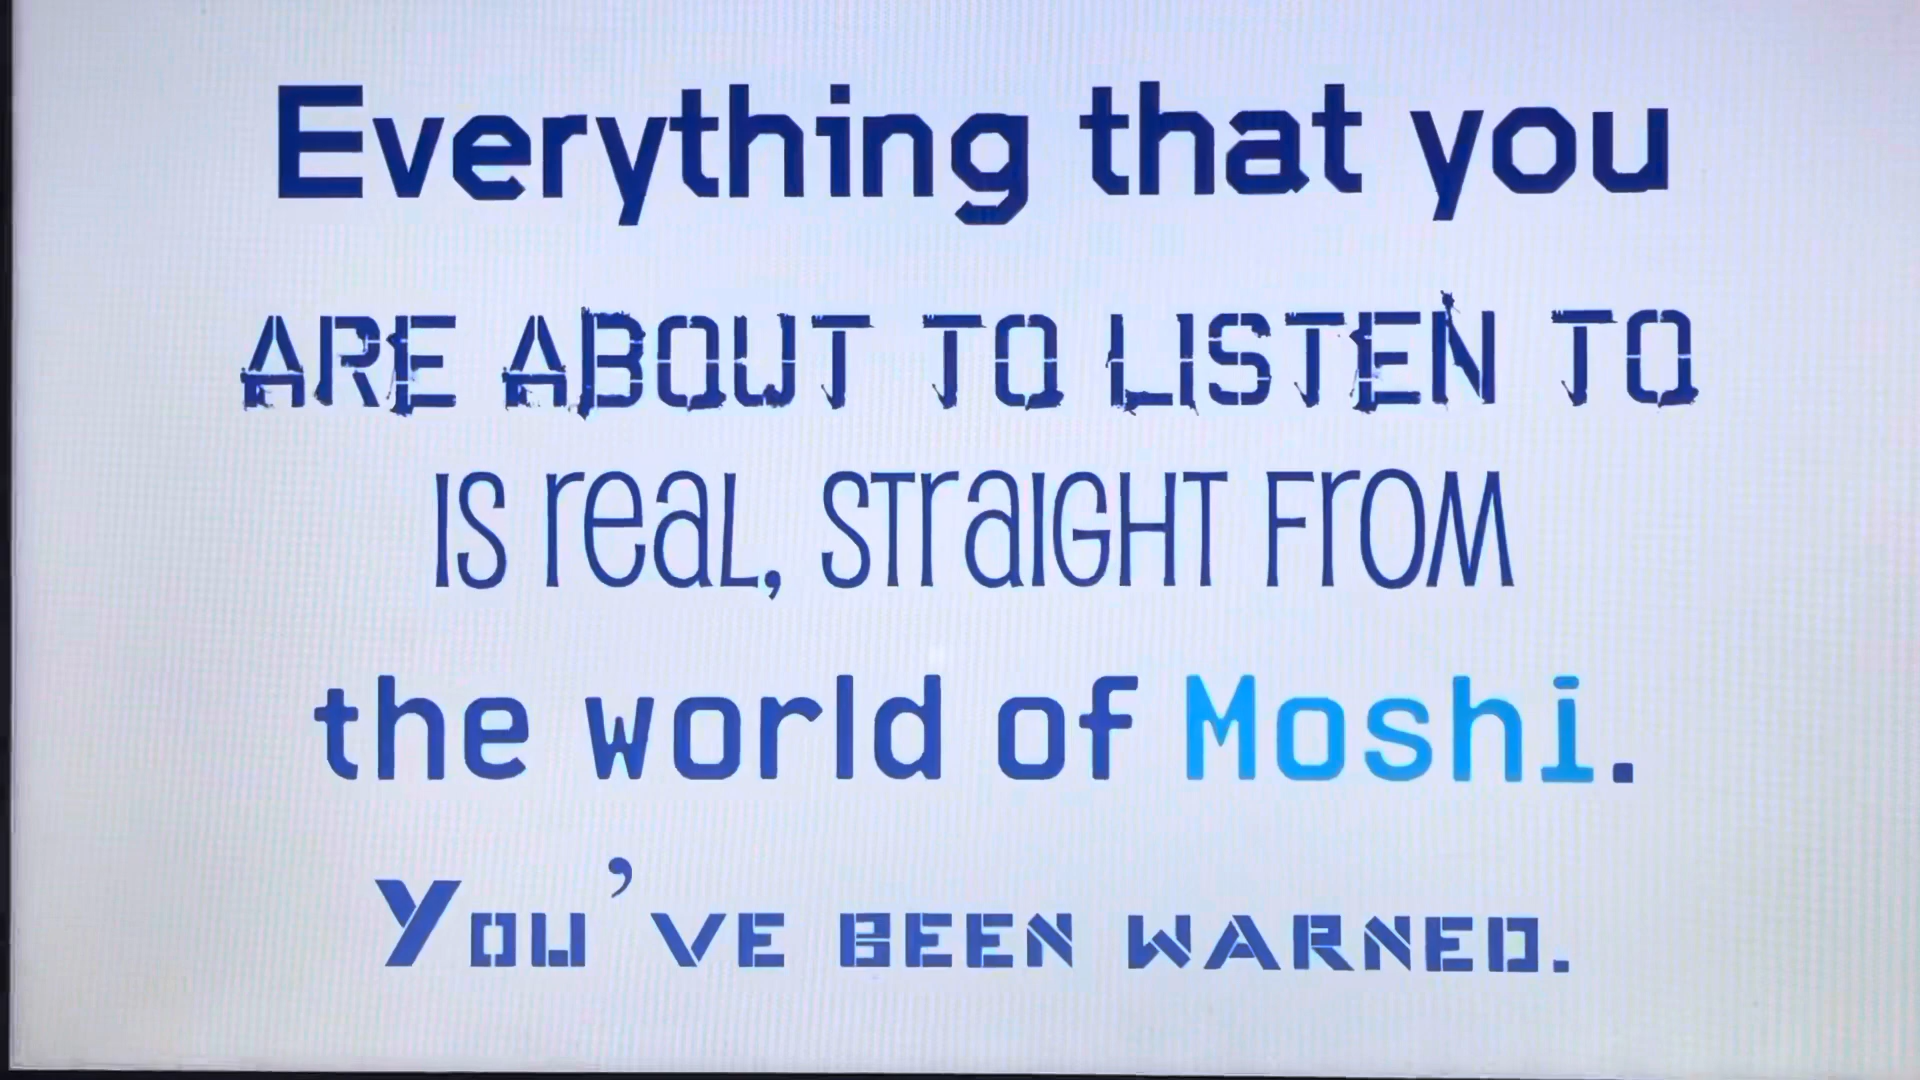 Everything that you
ARE ABOUT TO LISTEN TO
IS reaL, STraIGHT FrOM
the world of Moshi.
YOU'VE BEEN WARNED.